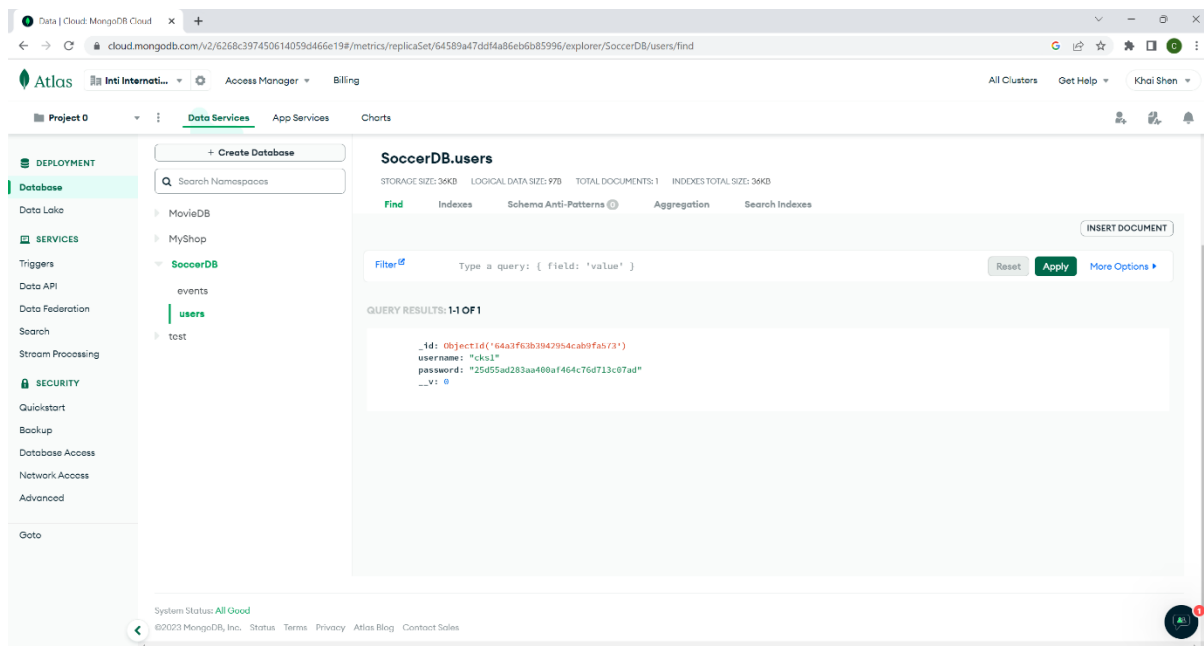 Data | Cloud: MongoDB Cloud
cloud.mongodb.com/v2/6268c397450614059d466e19#/metrics/replicaSet/64589a47ddf4a86eb6b85996/explorer/SoccerDB/users/find
G
C
Atlas
Inti Internati...
Access Manager
Billing
All Clusters
Get Help
Khai Shen
Project 0
Data Services
App Services
Charts
DEPLOYMENT
Database
Data Lake
SERVICES
Triggers
Data API
Data Federation
Search
Stream Processing
SECURITY
Quickstart
Backup
Database Access
Network Access
Advanced
Goto
+ Create Database
Search Namespaces
MovieDB
MyShop
SoccerDB
events
users
test
SoccerDB.users
STORAGE SIZE: 36KB LOGICAL DATA SIZE: 97B TOTAL DOCUMENTS: 1 INDEXES TOTAL SIZE: 36KB
Find Indexes Schema Anti-Patterns 0 Aggregation Search Indexes
INSERT DOCUMENT
Filter Type a query: { field: 'value' } Reset Apply More Options
QUERY RESULTS: 1-1 OF 1
_id: ObjectId('64a3f63b3942954cab9fa573')
username: "cks1"
password: "25d55ad283aa400af464c76d713c07ad"
__v: 0
System Status: All Good
©2023 MongoDB, Inc. Status Terms Privacy Atlas Blog Contact Sales
1